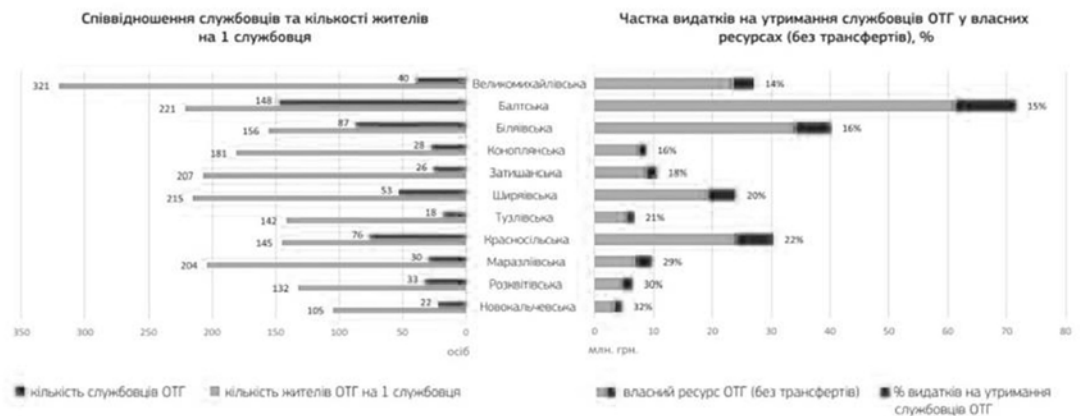 Співвідношення службовців та кількості жителів
на 1 службовця
Частка видатків на утримання службовців ОТГ у власних
ресурсах (без трансфертів), %
40 Великомихайлівська 14%
321
148 Балтська 15%
221
87 Біляївська 16%
156
28 Коноплянська 16%
181
26 Затишанська 18%
207
53 Ширяївська 20%
215
18 Тузлівська 21%
142
76 Красносільська 22%
145
30 Маразліївська 29%
204
33 Розквітівська 30%
132
22 Новокальчевська 32%
105
350 300 250 200 150 100 50 0
осіб
0 10 20 30 40 50 60 70 80
млн. грн.
кількість службовців ОТГ кількість жителів ОТГ на 1 службовця
власний ресурс ОТГ (без трансфертів) % видатків на утримання
службовців ОТГ